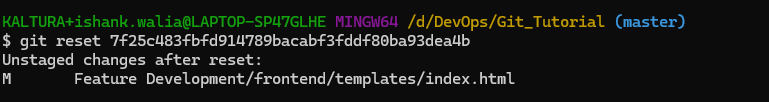 KALTURA+ishank.walia@LAPTOP-SP47GLHE MINGW64 /d/DevOps/Git_Tutorial (master)
$ git reset 7f25c483fbfd914789bacabf3fddf80ba93dea4b
Unstaged changes after reset:
M       Feature Development/frontend/templates/index.html